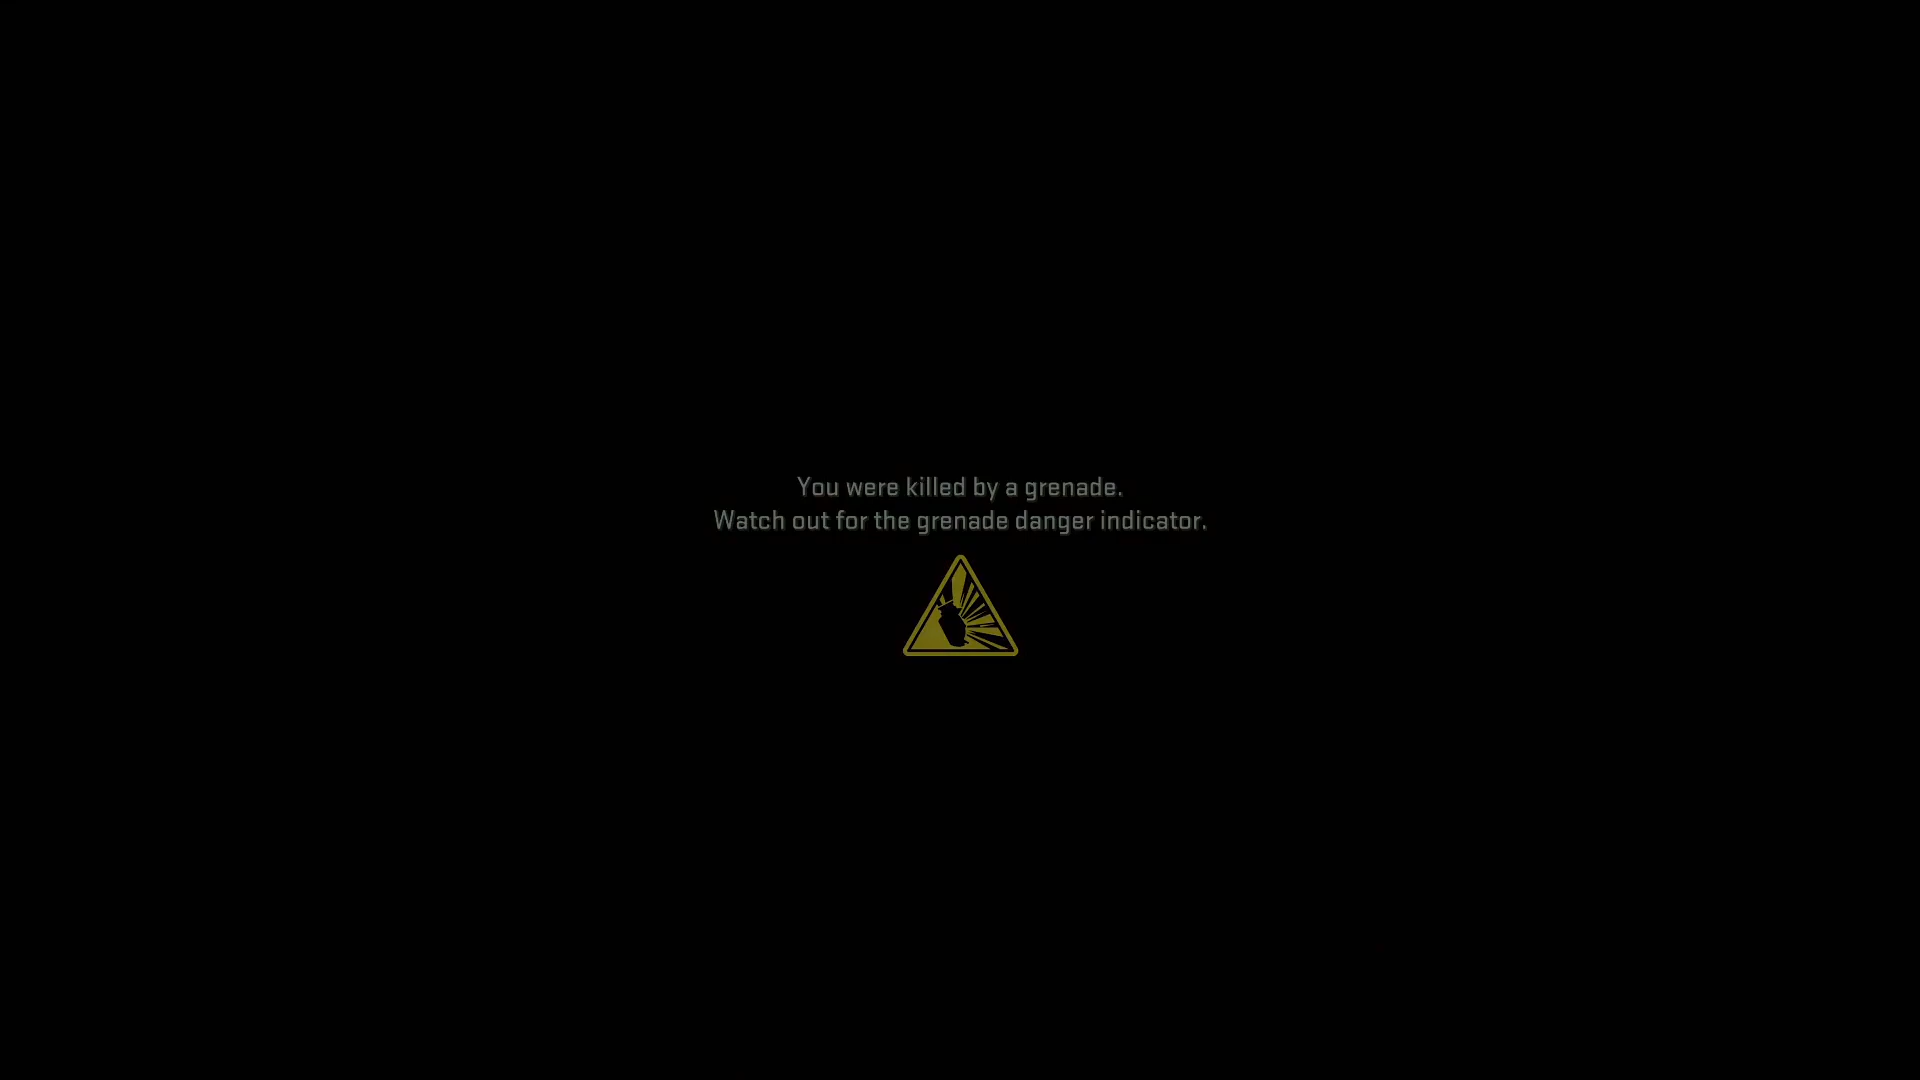 You were killed by a grenade.
Watch out for the grenade danger indicator.